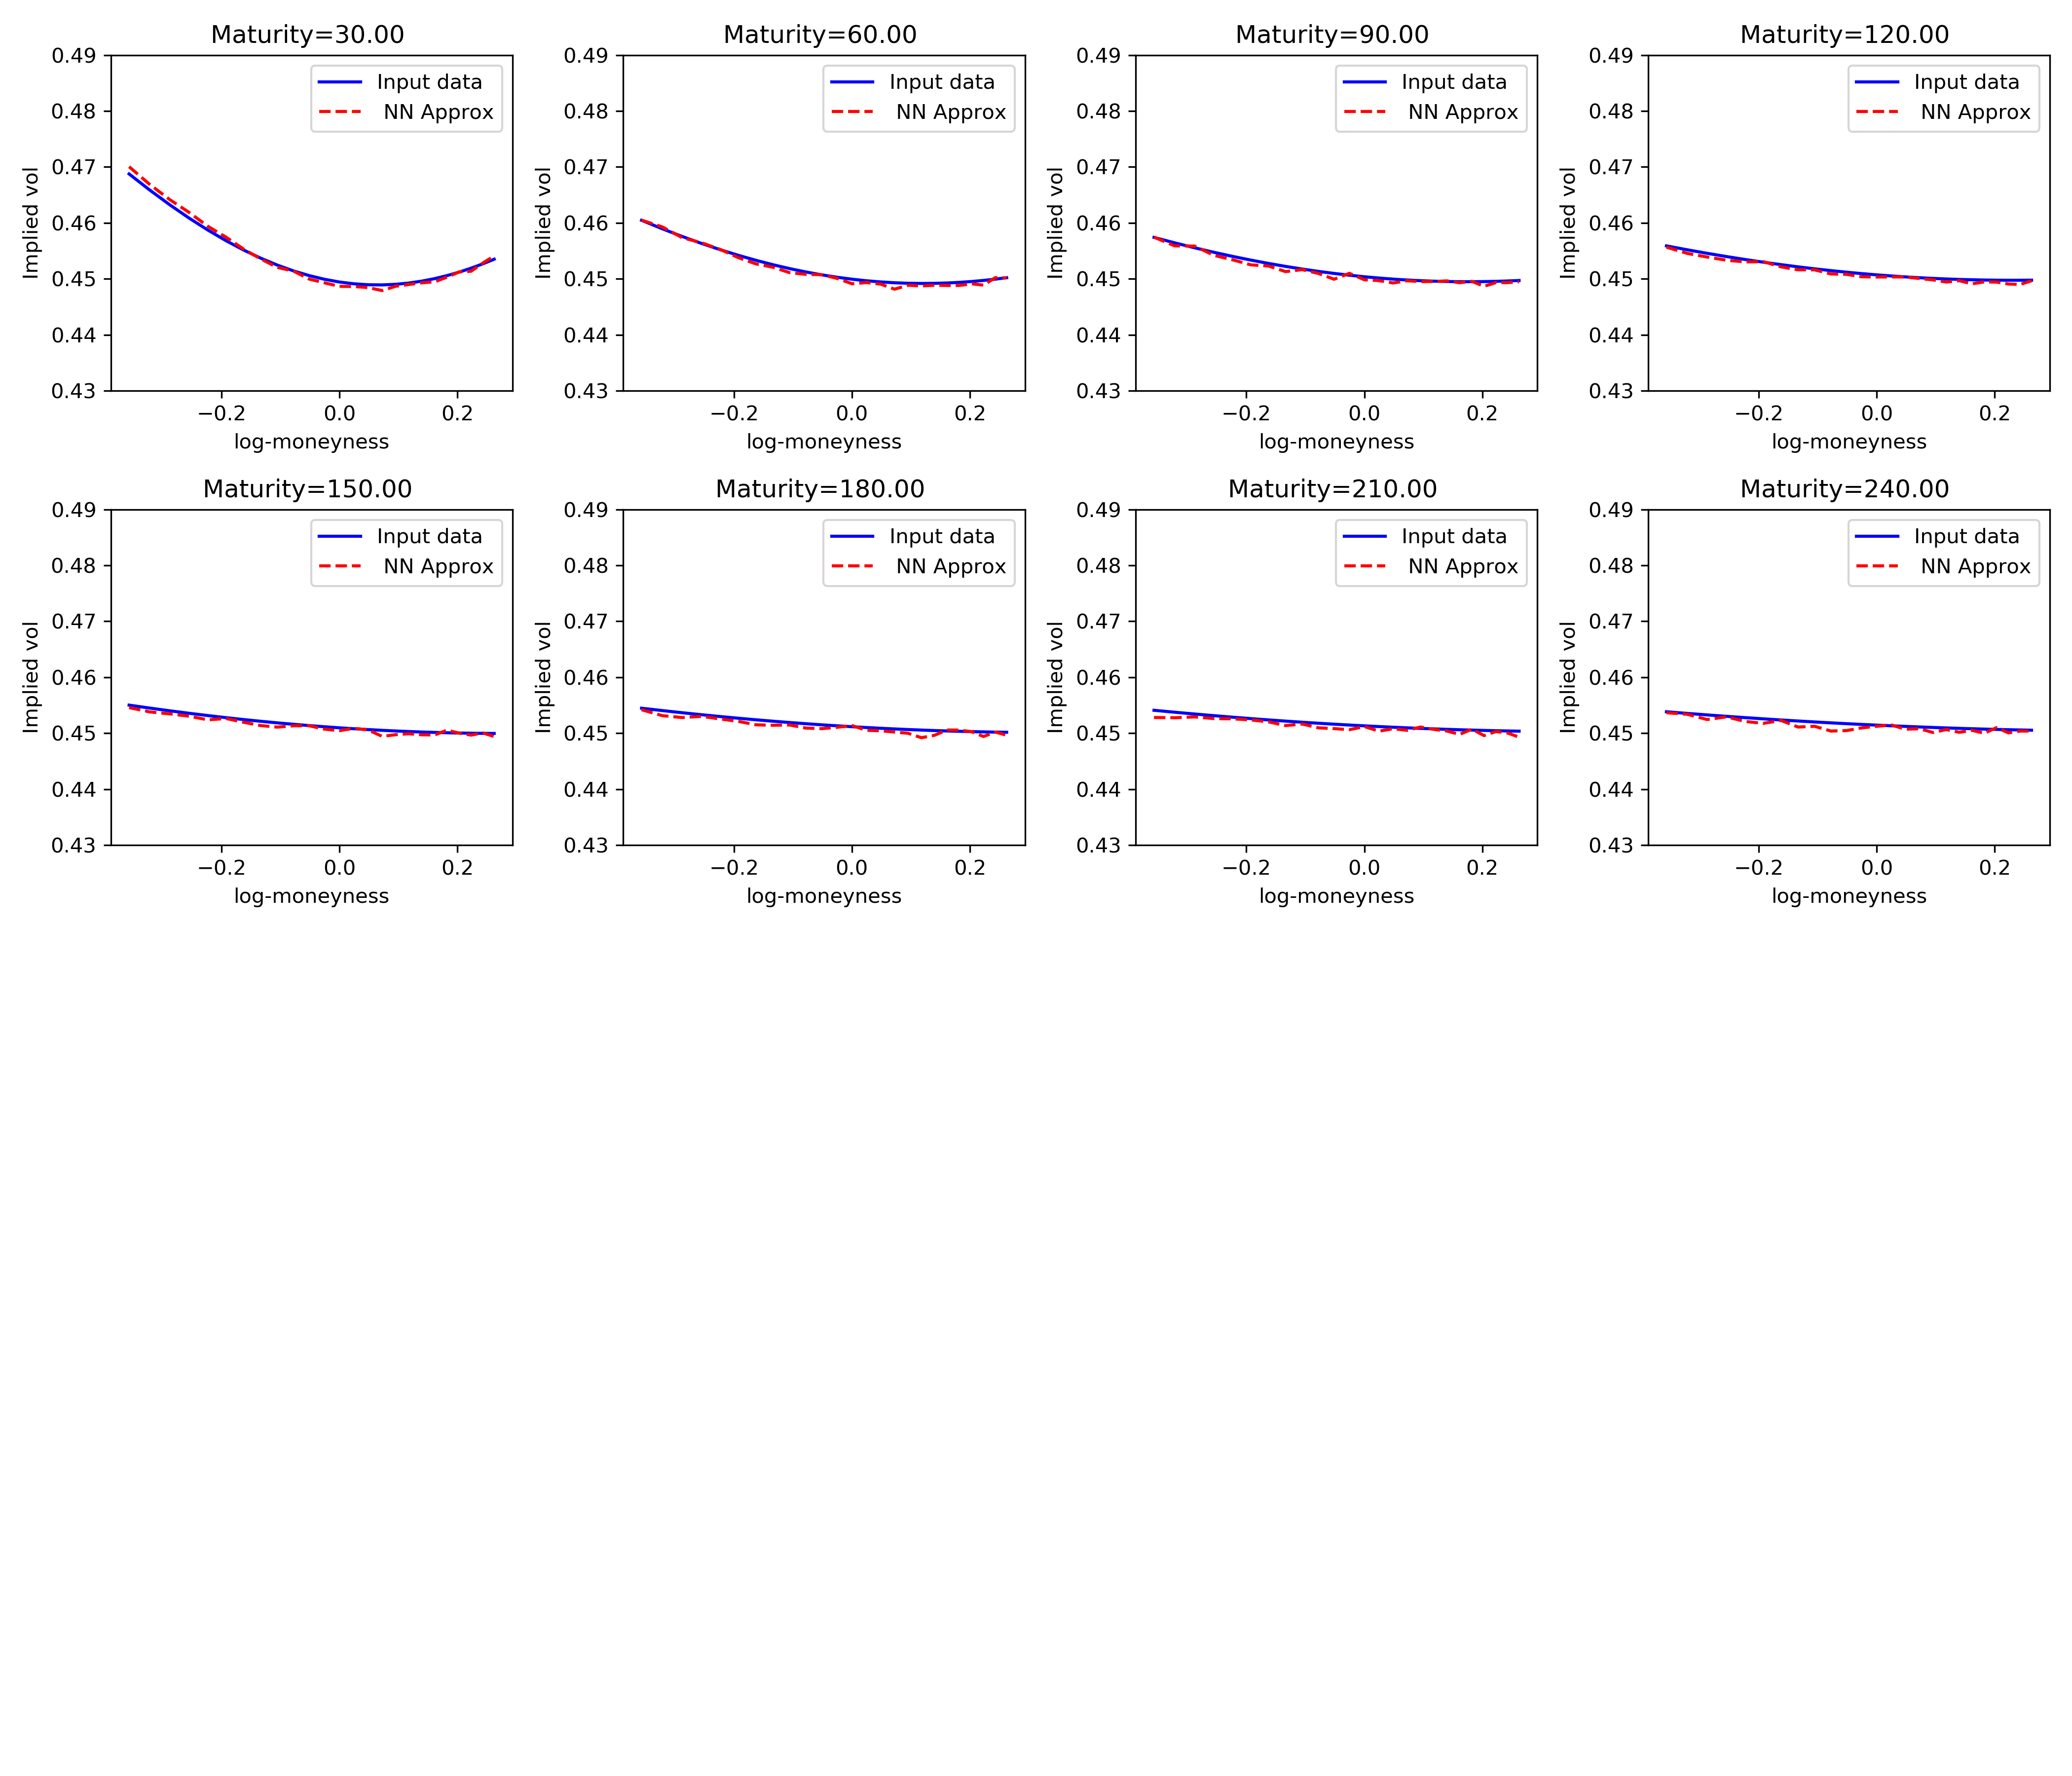 Maturity=30.00
0.49
0.48
0.47
0.46
0.45
0.44
0.43
Implied vol
Input data
NN Approx
−0.2 0.0 0.2
log-moneyness
Maturity=60.00
0.49
0.48
0.47
0.46
0.45
0.44
0.43
Implied vol
Input data
NN Approx
−0.2 0.0 0.2
log-moneyness
Maturity=90.00
0.49
0.48
0.47
0.46
0.45
0.44
0.43
Implied vol
Input data
NN Approx
−0.2 0.0 0.2
log-moneyness
Maturity=120.00
0.49
0.48
0.47
0.46
0.45
0.44
0.43
Implied vol
Input data
NN Approx
−0.2 0.0 0.2
log-moneyness
Maturity=150.00
0.49
0.48
0.47
0.46
0.45
0.44
0.43
Implied vol
Input data
NN Approx
−0.2 0.0 0.2
log-moneyness
Maturity=180.00
0.49
0.48
0.47
0.46
0.45
0.44
0.43
Implied vol
Input data
NN Approx
−0.2 0.0 0.2
log-moneyness
Maturity=210.00
0.49
0.48
0.47
0.46
0.45
0.44
0.43
Implied vol
Input data
NN Approx
−0.2 0.0 0.2
log-moneyness
Maturity=240.00
0.49
0.48
0.47
0.46
0.45
0.44
0.43
Implied vol
Input data
NN Approx
−0.2 0.0 0.2
log-moneyness